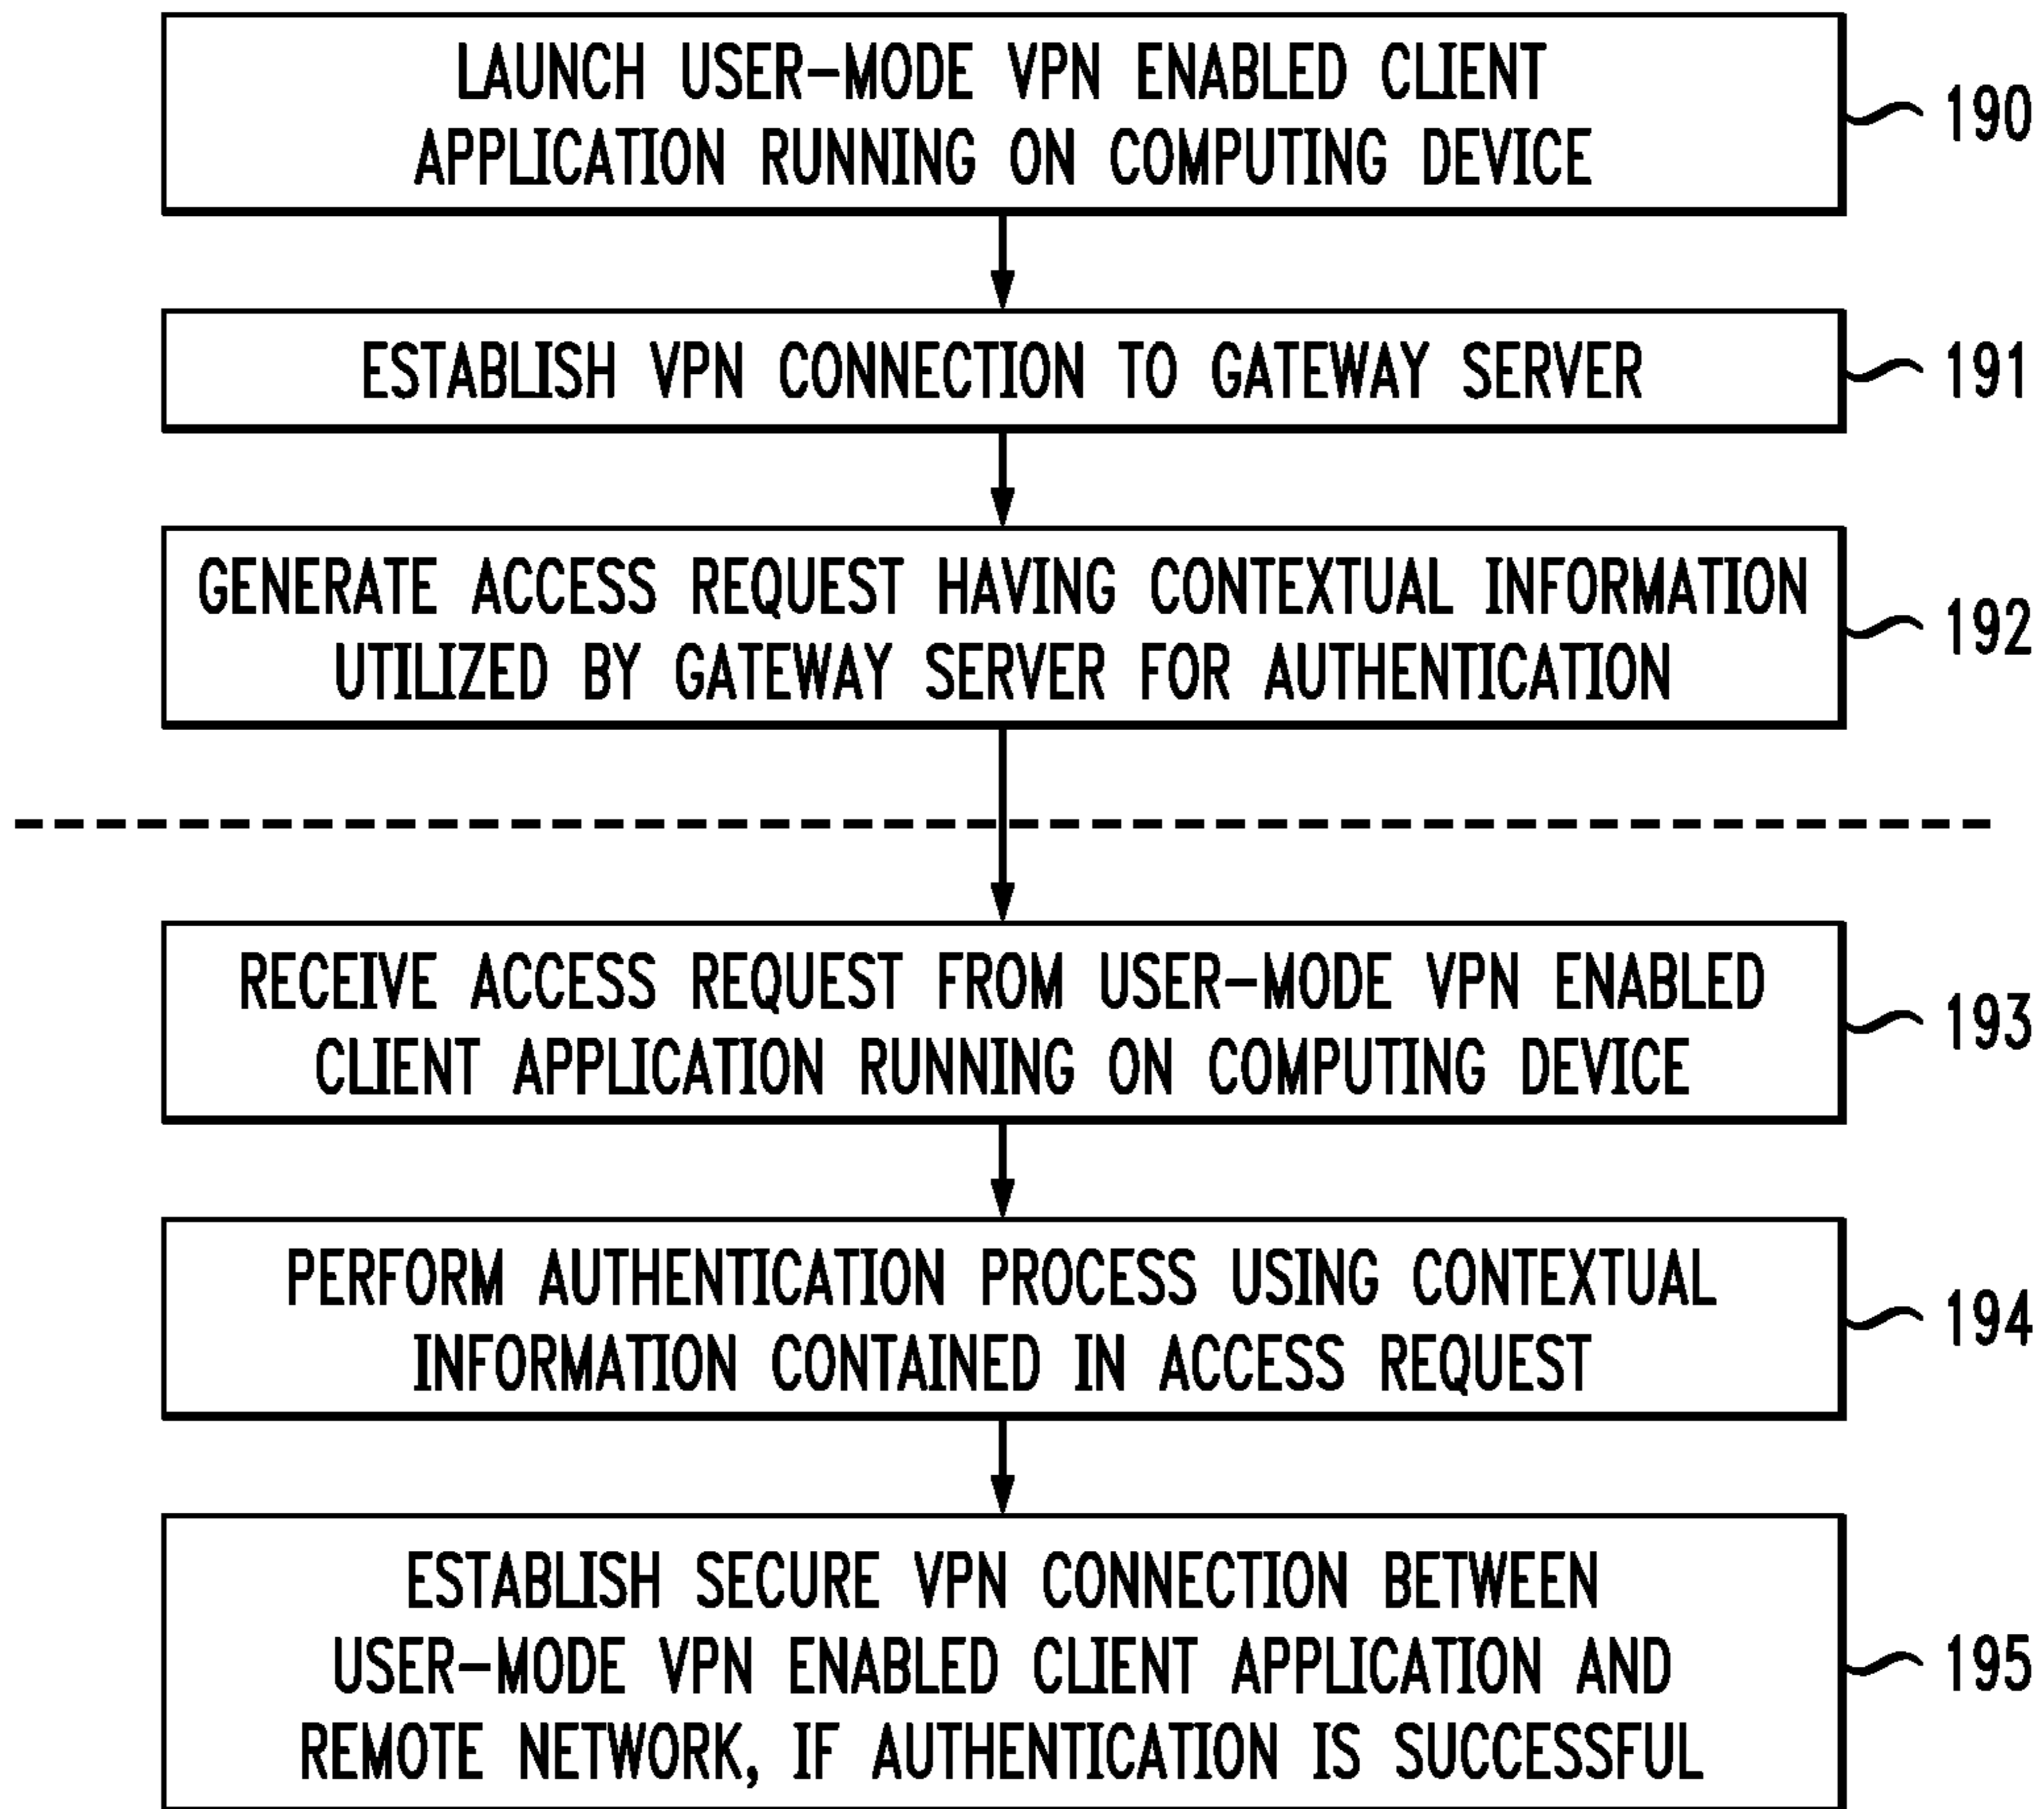 LAUNCH USER-MODE VPN ENABLED CLIENT
APPLICATION RUNNING ON COMPUTING DEVICE
190
ESTABLISH VPN CONNECTION TO GATEWAY SERVER
191
GENERATE ACCESS REQUEST HAVING CONTEXTUAL INFORMATION
UTILIZED BY GATEWAY SERVER FOR AUTHENTICATION
192
RECEIVE ACCESS REQUEST FROM USER-MODE VPN ENABLED
CLIENT APPLICATION RUNNING ON COMPUTING DEVICE
193
PERFORM AUTHENTICATION PROCESS USING CONTEXTUAL
INFORMATION CONTAINED IN ACCESS REQUEST
194
ESTABLISH SECURE VPN CONNECTION BETWEEN
USER-MODE VPN ENABLED CLIENT APPLICATION AND
REMOTE NETWORK, IF AUTHENTICATION IS SUCCESSFUL
195